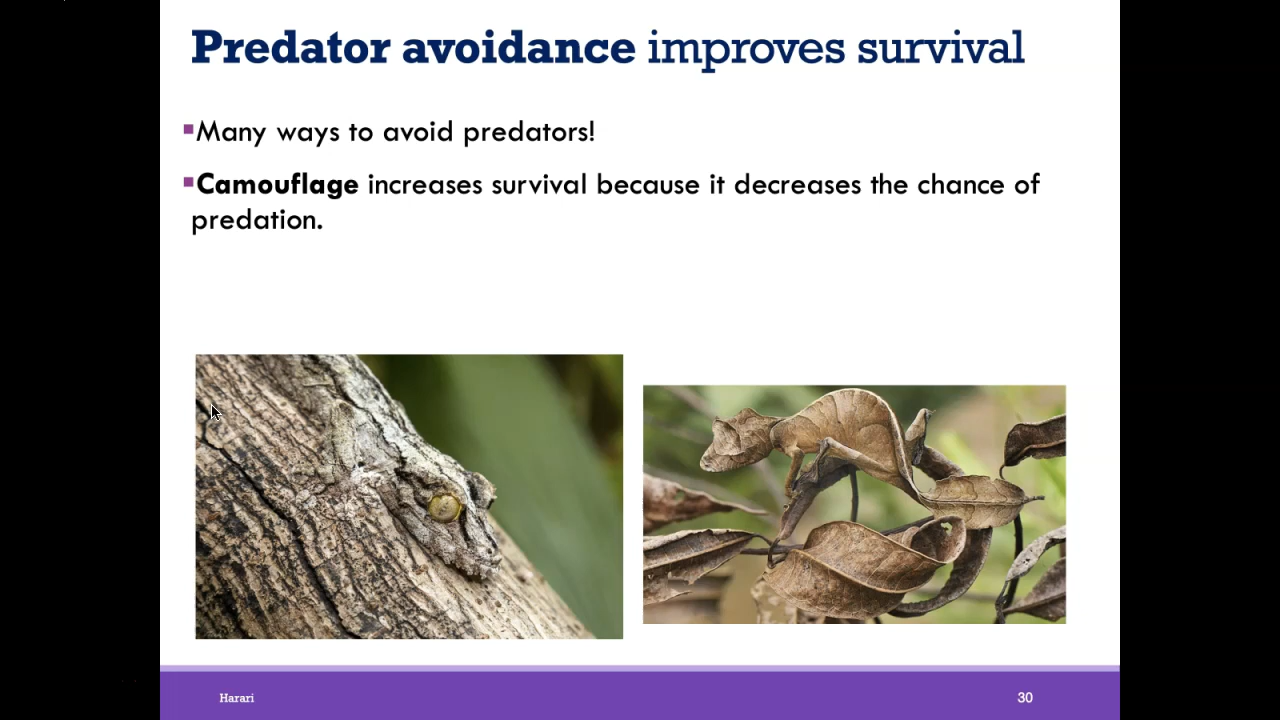 Predator avoidance improves survival
▪Many ways to avoid predators!
▪Camouflage increases survival because it decreases the chance of
predation.
Harari
30